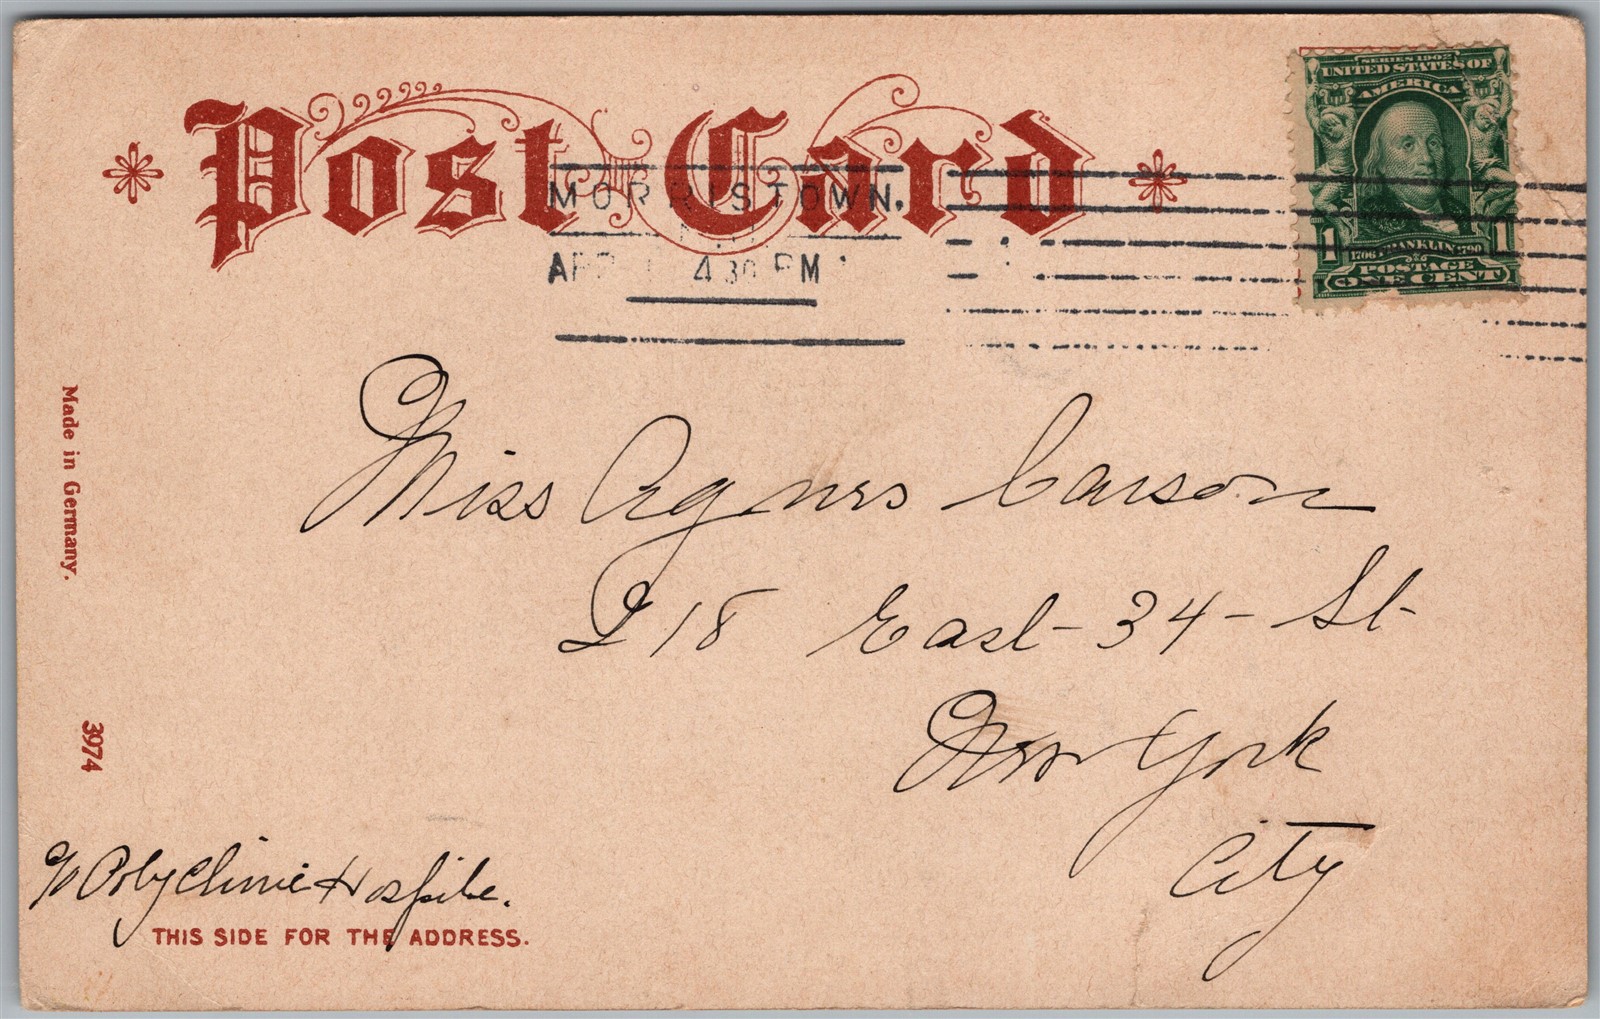 Post Card
SERIES 1902
UNITED STATES OF
AMERICA
1 FRANKLIN 1
1706 1790
POSTAGE
ONE CENT
MORRISTOWN.
4 30 PM
Miss Agnes Carson
218 East - 34 - St
New York
City
Made in Germany.
3974
c/o Polyclinic Hospital.
THIS SIDE FOR THE ADDRESS.